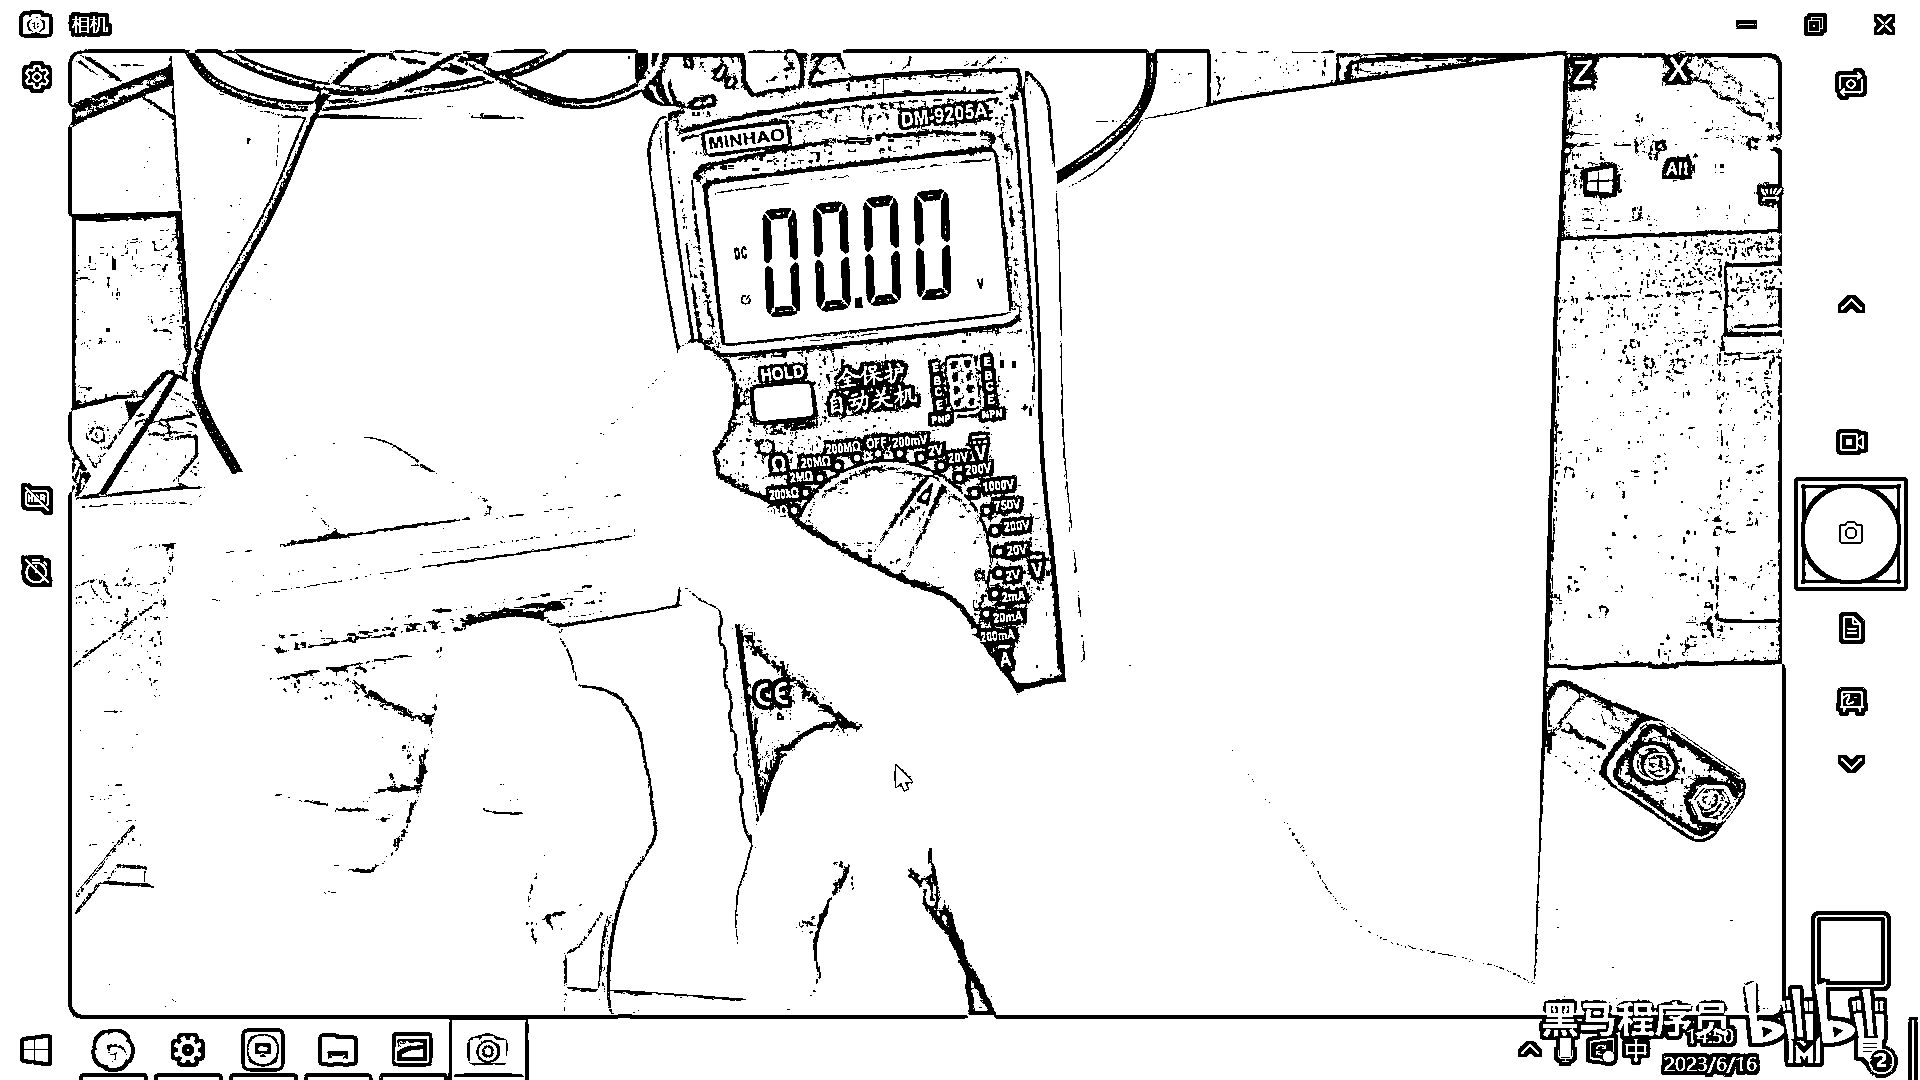 相机
Z X
Alt
DM-9205A
MINHAO
DC
00.00
V
HOLD
全保护
自动关机
E
B
C
E
PNP
E
B
C
E
NPN
Ω
200MΩ
OFF
200mV
20MΩ
2V
20V
V
2MΩ
200V
200kΩ
1000V
750V
200V
20V
V
2V
2mA
20mA
200mA
A
CE
黑马程序员
bilibili
14:50
中
M
2023/6/16
2